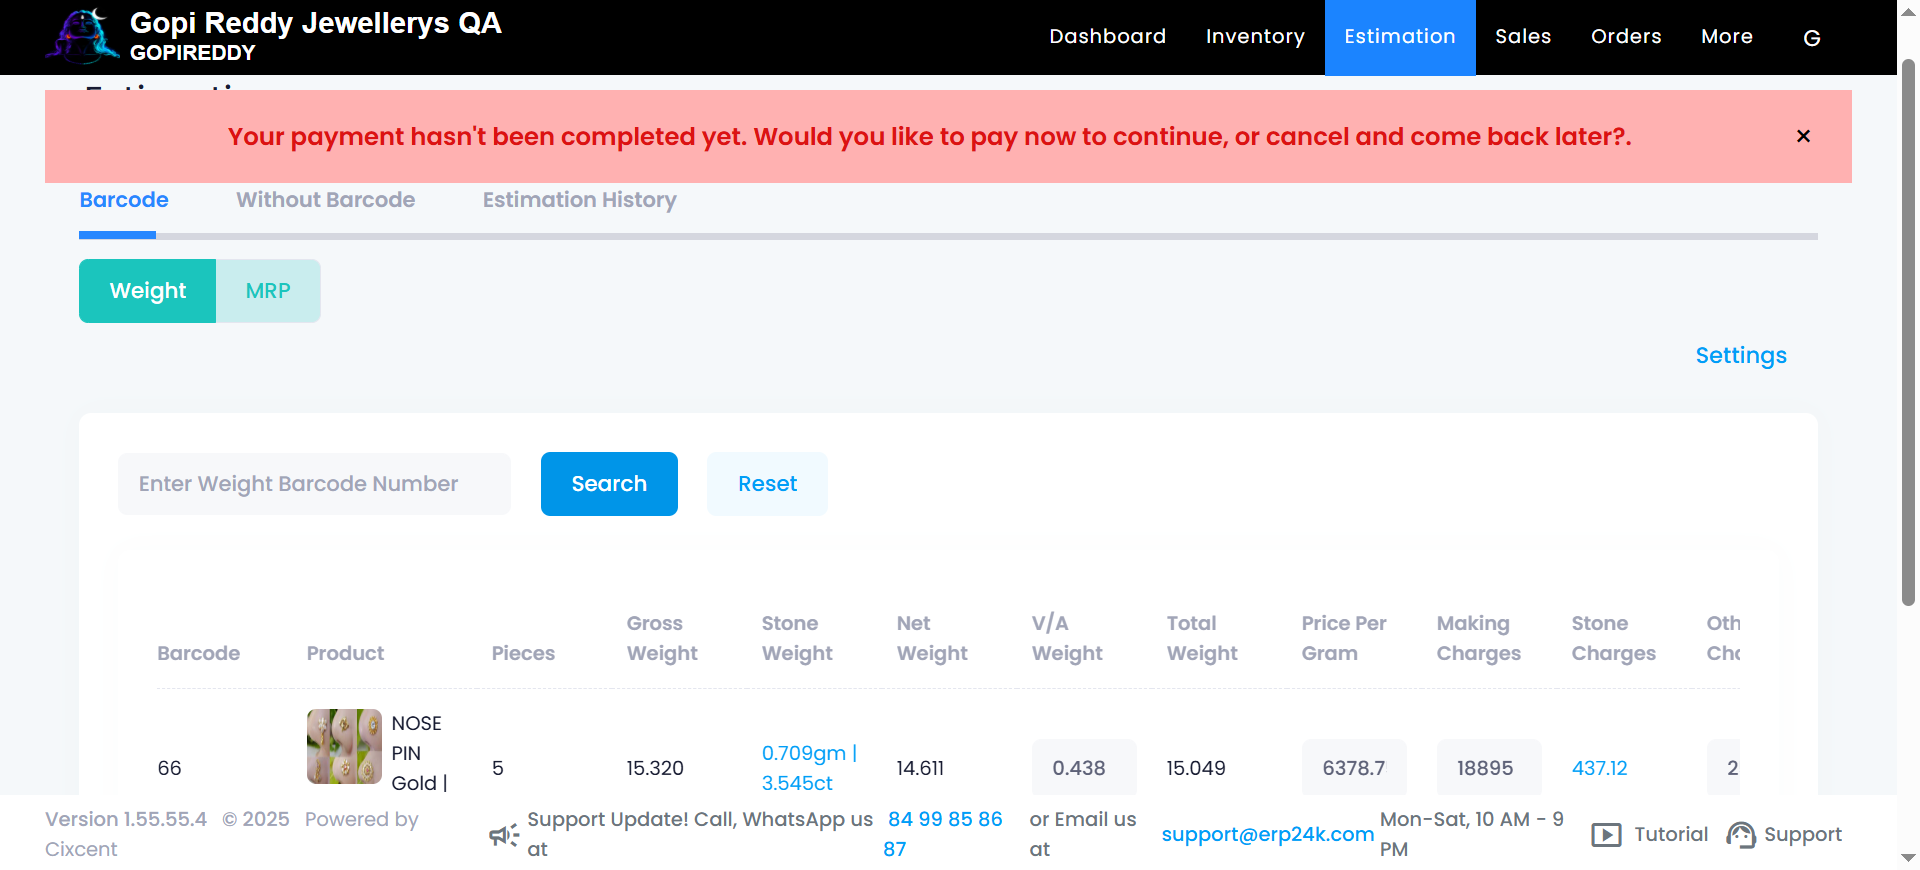 Gopi Reddy Jewellerys QA
GOPIREDDY
Dashboard
Inventory
Estimation
Sales
Orders
More
G
Your payment hasn't been completed yet. Would you like to pay now to continue, or cancel and come back later?.
×
Barcode
Without Barcode
Estimation History
Weight
MRP
Settings
Enter Weight Barcode Number
Search
Reset
Barcode
Product
Pieces
Gross
Weight
Stone
Weight
Net
Weight
V/A
Weight
Total
Weight
Price Per
Gram
Making
Charges
Stone
Charges
66
NOSE
PIN
Gold |
5
15.320
0.709gm |
3.545ct
14.611
0.438
15.049
6378.7
18895
437.12
2
Version 1.55.55.4 © 2025 Powered by
Cixcent
Support Update! Call, WhatsApp us
at
84 99 85 86
87
or Email us
at
support@erp24k.com
Mon-Sat, 10 AM - 9
PM
Tutorial
Support